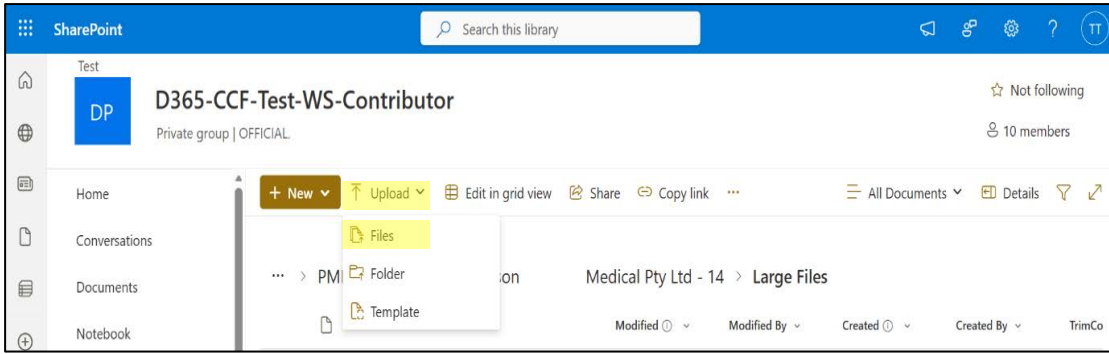 SharePoint
Search this library
?
TT
Test
DP
D365-CCF-Test-WS-Contributor
Private group | OFFICIAL.
Not following
10 members
Home
Conversations
Documents
Notebook
+ New
Upload
Edit in grid view
Share
Copy link
...
All Documents
Details
Files
Folder
Template
... > PM on Medical Pty Ltd - 14 > Large Files
Modified
Modified By
Created
Created By
TrimCo